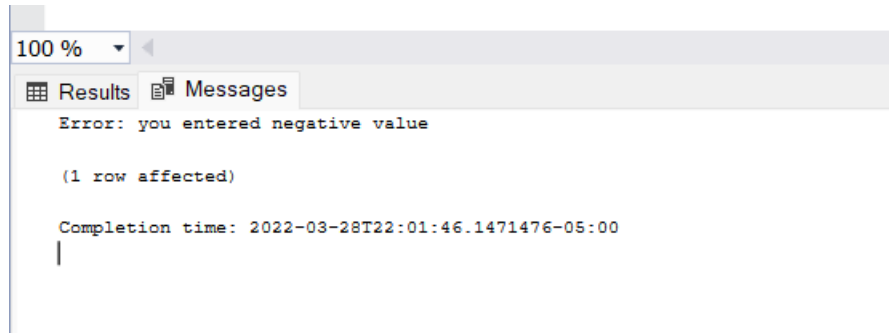 100 %
Results Messages
Error: you entered negative value
(1 row affected)
Completion time: 2022-03-28T22:01:46.1471476-05:00